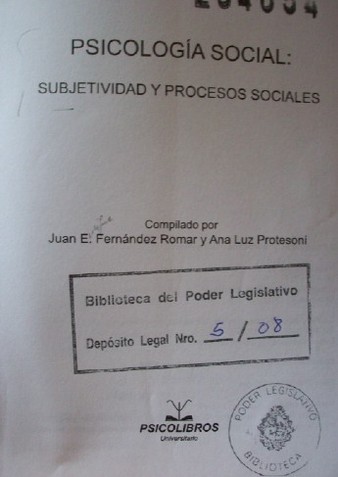 PSICOLOGÍA SOCIAL:
SUBJETIVIDAD Y PROCESOS SOCIALES
Compilado por
Juan E. Fernández Romar y Ana Luz Protesoni
Biblioteca del Poder Legislativo
Depósito Legal Nro. 5 / 08
PSICOLIBROS
Universitario
PODER LEGISLATIVO
BIBLIOTECA